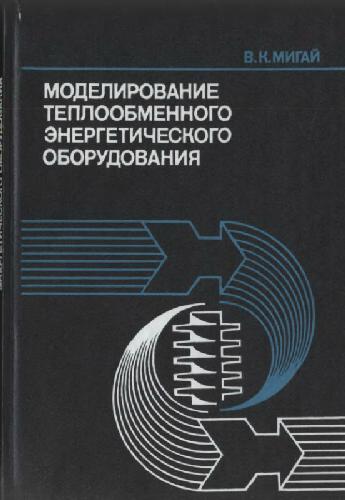 В.К.МИГАЙ
МОДЕЛИРОВАНИЕ
ТЕПЛООБМЕННОГО
ЭНЕРГЕТИЧЕСКОГО
ОБОРУДОВАНИЯ